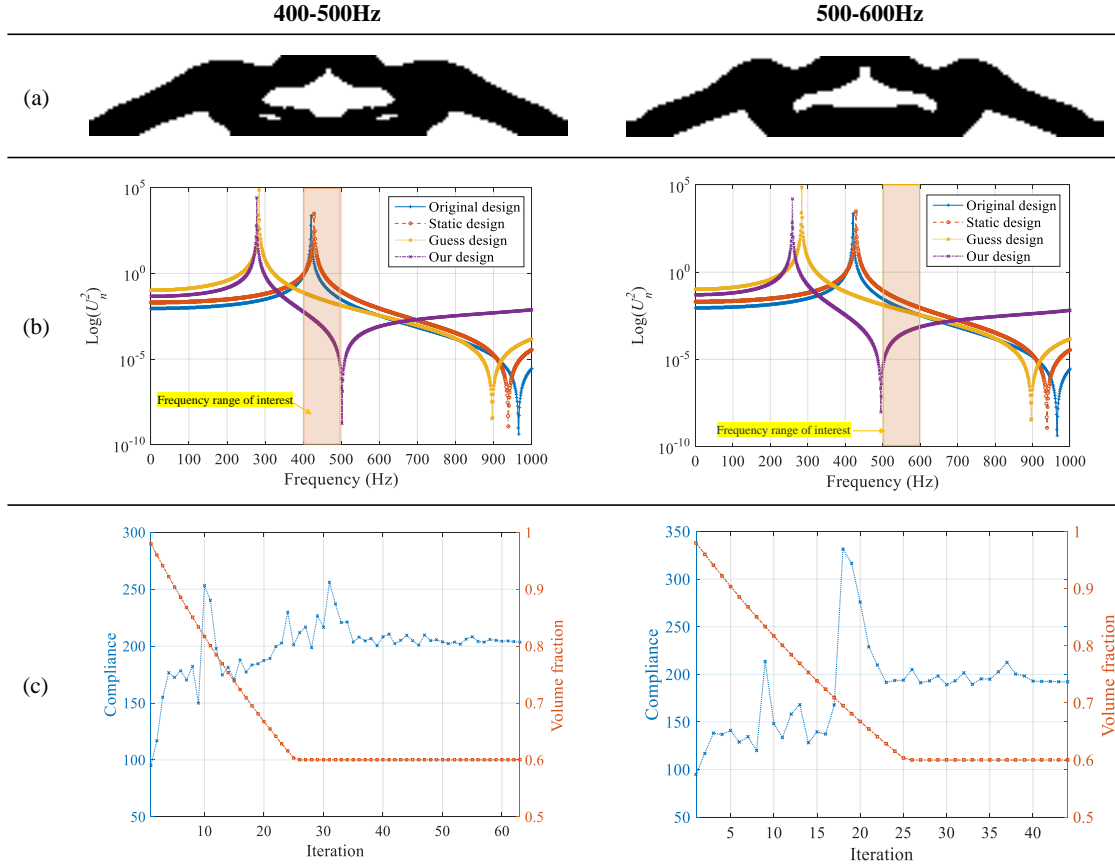 400-500Hz 500-600Hz
(a)
(b)
10^5
10^0
10^-5
10^-10
Log(U_n^2)
Original design
Static design
Guess design
Our design
Frequency range of interest
0 100 200 300 400 500 600 700 800 900 1000
Frequency (Hz)
10^5
10^0
10^-5
10^-10
Log(U_n^2)
Original design
Static design
Guess design
Our design
Frequency range of interest
0 100 200 300 400 500 600 700 800 900 1000
Frequency (Hz)
(c)
300
250
200
150
100
50
Compliance
1
0.9
0.8
0.7
0.6
0.5
Volume fraction
10 20 30 40 50 60
Iteration
350
300
250
200
150
100
50
Compliance
1
0.9
0.8
0.7
0.6
0.5
Volume fraction
5 10 15 20 25 30 35 40
Iteration